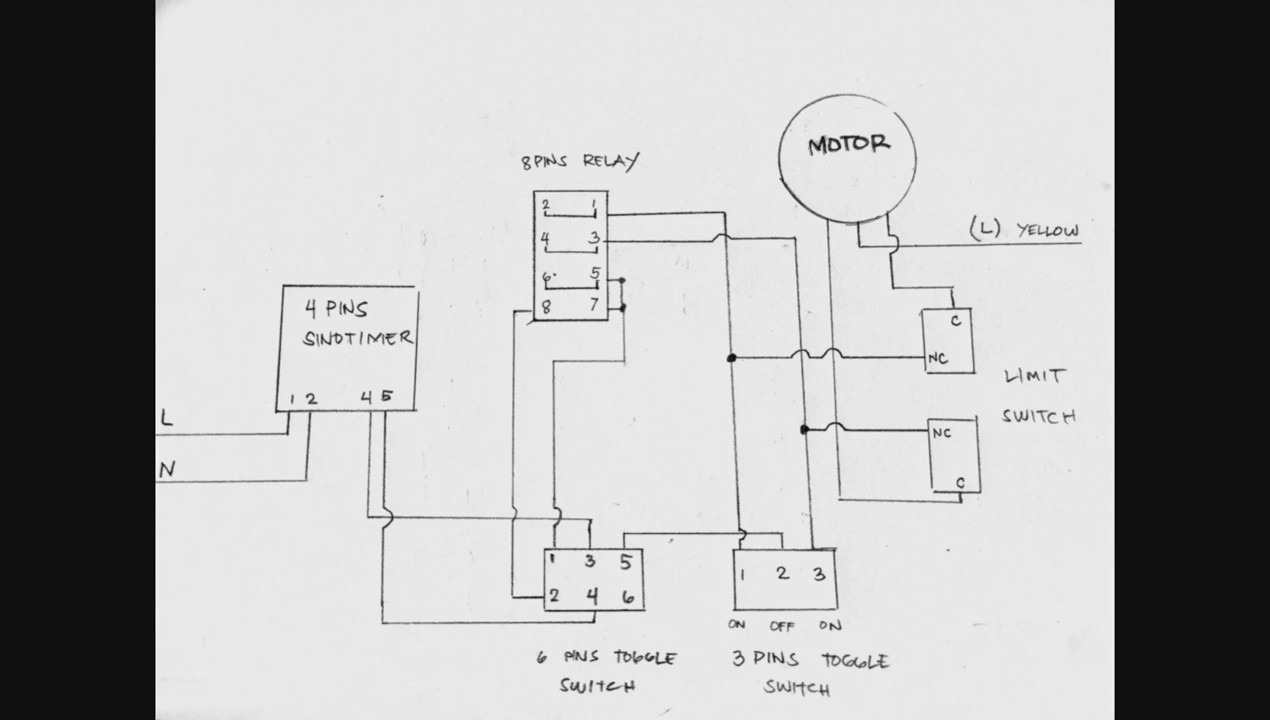 MOTOR
8 PINS RELAY
2 1
4 3
6 5
8 7
(L) YELLOW
4 PINS
SINOTIMER
1 2 4 5
L
N
C
NC
LIMIT
SWITCH
NC
C
1 3 5
2 4 6
1 2 3
ON OFF ON
6 PINS TOGGLE
SWITCH
3 PINS TOGGLE
SWITCH